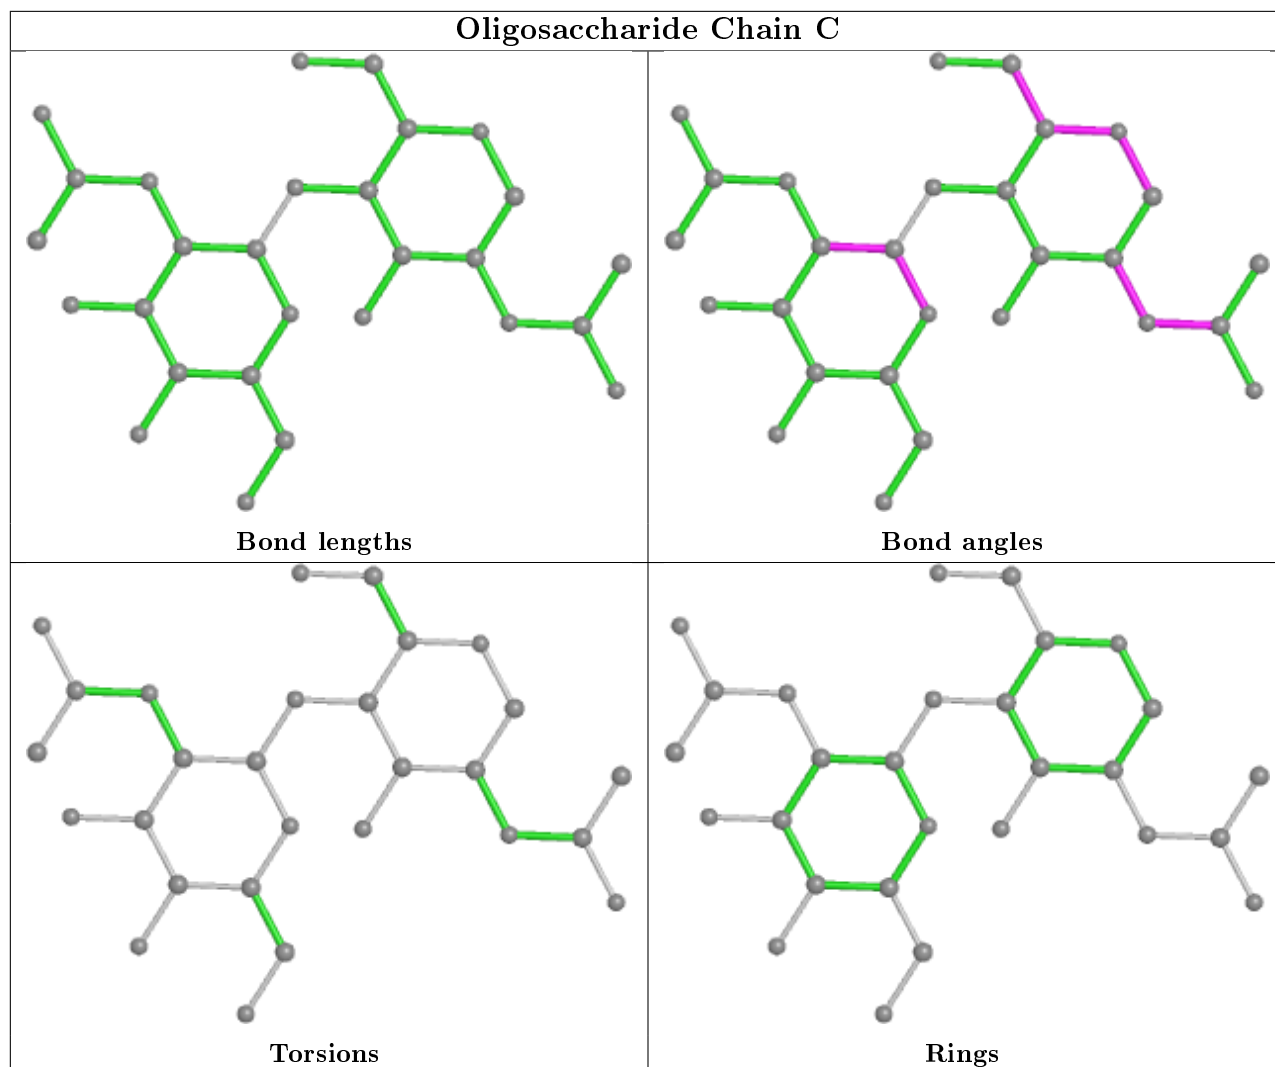 Oligosaccharide Chain C
Bond lengths
Bond angles
Torsions
Rings